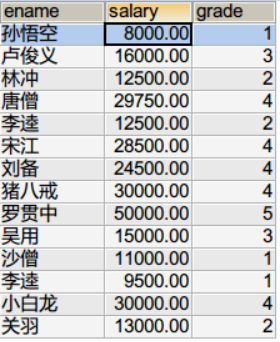 ename salary grade
孙悟空 8000.00 1
卢俊义 16000.00 3
林冲 12500.00 2
唐僧 29750.00 4
李逵 12500.00 2
宋江 28500.00 4
刘备 24500.00 4
猪八戒 30000.00 4
罗贯中 50000.00 5
吴用 15000.00 3
沙僧 11000.00 1
李逵 9500.00 1
小白龙 30000.00 4
关羽 13000.00 2